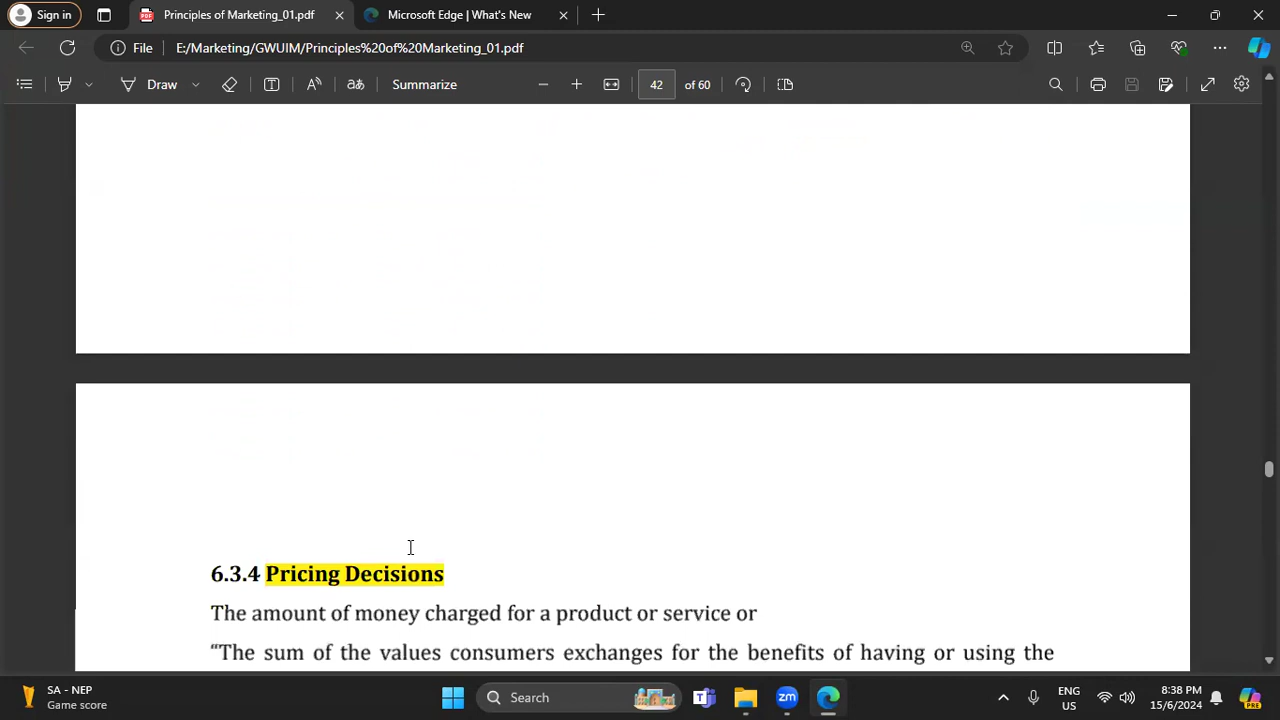 Sign in
Principles of Marketing_01.pdf
Microsoft Edge | What's New
File
E:/Marketing/GWUIM/Principles%20of%20Marketing_01.pdf
Draw
aあ
Summarize
42
of 60
6.3.4 Pricing Decisions
The amount of money charged for a product or service or
“The sum of the values consumers exchanges for the benefits of having or using the
SA - NEP
Game score
Search
ENG
US
8:38 PM
15/6/2024
PRE